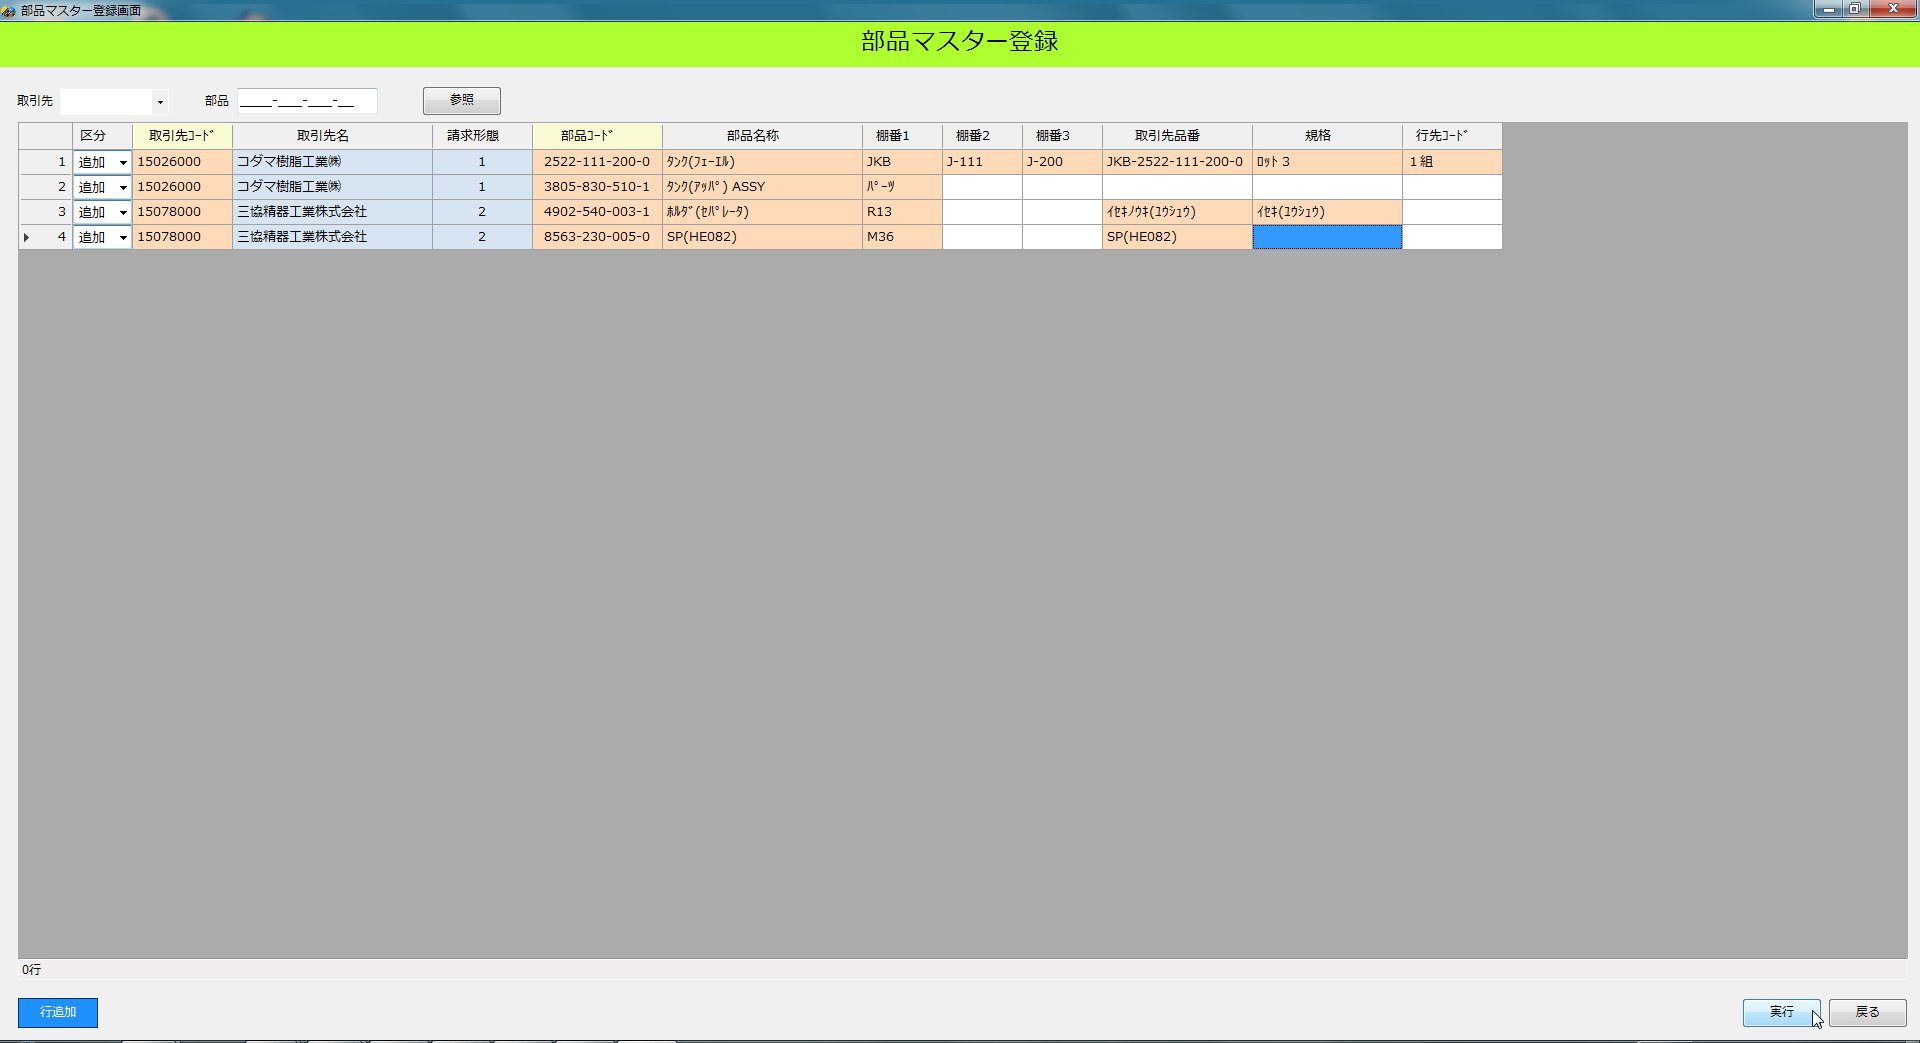 部品マスター登録画面
部品マスター登録
取引先 部品 ____-___-___-__ 参照
区分 取引先ｺｰﾄﾞ 取引先名 請求形態 部品ｺｰﾄﾞ 部品名称 棚番1 棚番2 棚番3 取引先品番 規格 行先ｺｰﾄﾞ
1 追加 15026000 コダマ樹脂工業㈱ 1 2522-111-200-0 ﾀﾝｸ(ﾌｭｰｴﾙ) JKB J-111 J-200 JKB-2522-111-200-0 ﾛｯﾄ 3 1 組
2 追加 15026000 コダマ樹脂工業㈱ 1 3805-830-510-1 ﾀﾝｸ(ｱｯﾊﾟ) ASSY ﾊﾟｰﾂ
3 追加 15078000 三協精器工業株式会社 2 4902-540-003-1 ﾎﾙﾀﾞ(ｾﾊﾟﾚｰﾀ) R13 ｲｾｷﾉｳｷ(ﾕｳｼｮｳ) ｲｾｷ(ﾕｳｼｮｳ)
4 追加 15078000 三協精器工業株式会社 2 8563-230-005-0 SP(HE082) M36 SP(HE082)
0行
行追加 実行 戻る